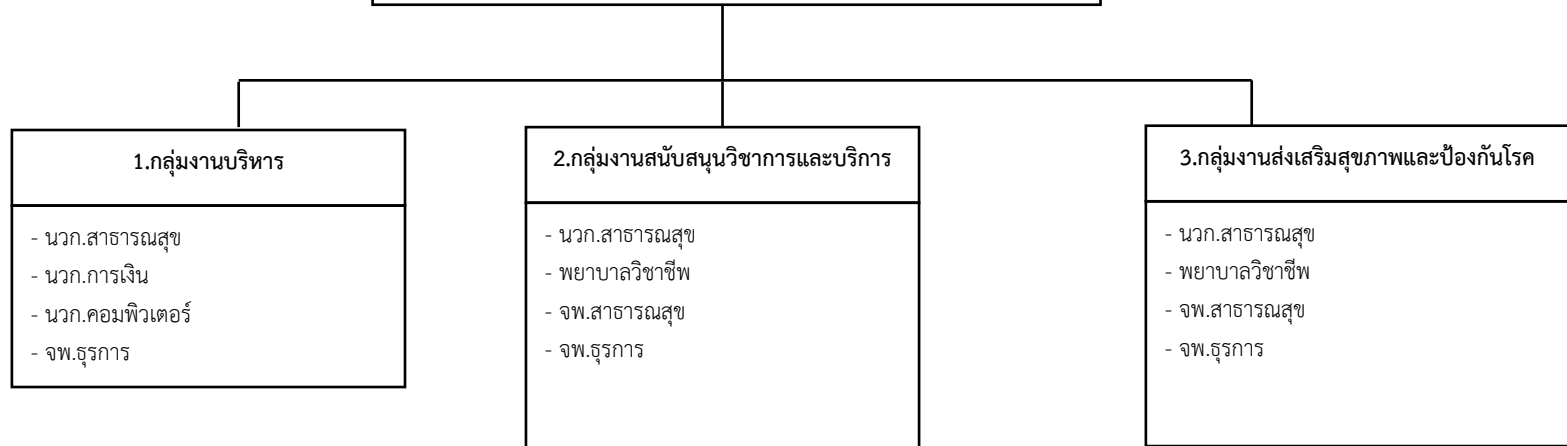 1.กลุ่มงานบริหาร
- นวก.สาธารณสุข
- นวก.การเงิน
- นวก.คอมพิวเตอร์
- จพ.ธุรการ
2.กลุ่มงานสนับสนุนวิชาการและบริการ
- นวก.สาธารณสุข
- พยาบาลวิชาชีพ
- จพ.สาธารณสุข
- จพ.ธุรการ
3.กลุ่มงานส่งเสริมสุขภาพและป้องกันโรค
- นวก.สาธารณสุข
- พยาบาลวิชาชีพ
- จพ.สาธารณสุข
- จพ.ธุรการ